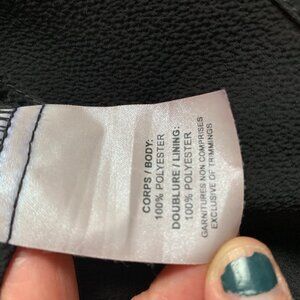 CORPS / BODY:
100% POLYESTER
DOUBLURE / LINING:
100% POLYESTER
GARNITURES NON COMPRISES
EXCLUSIVE OF TRIMMINGS